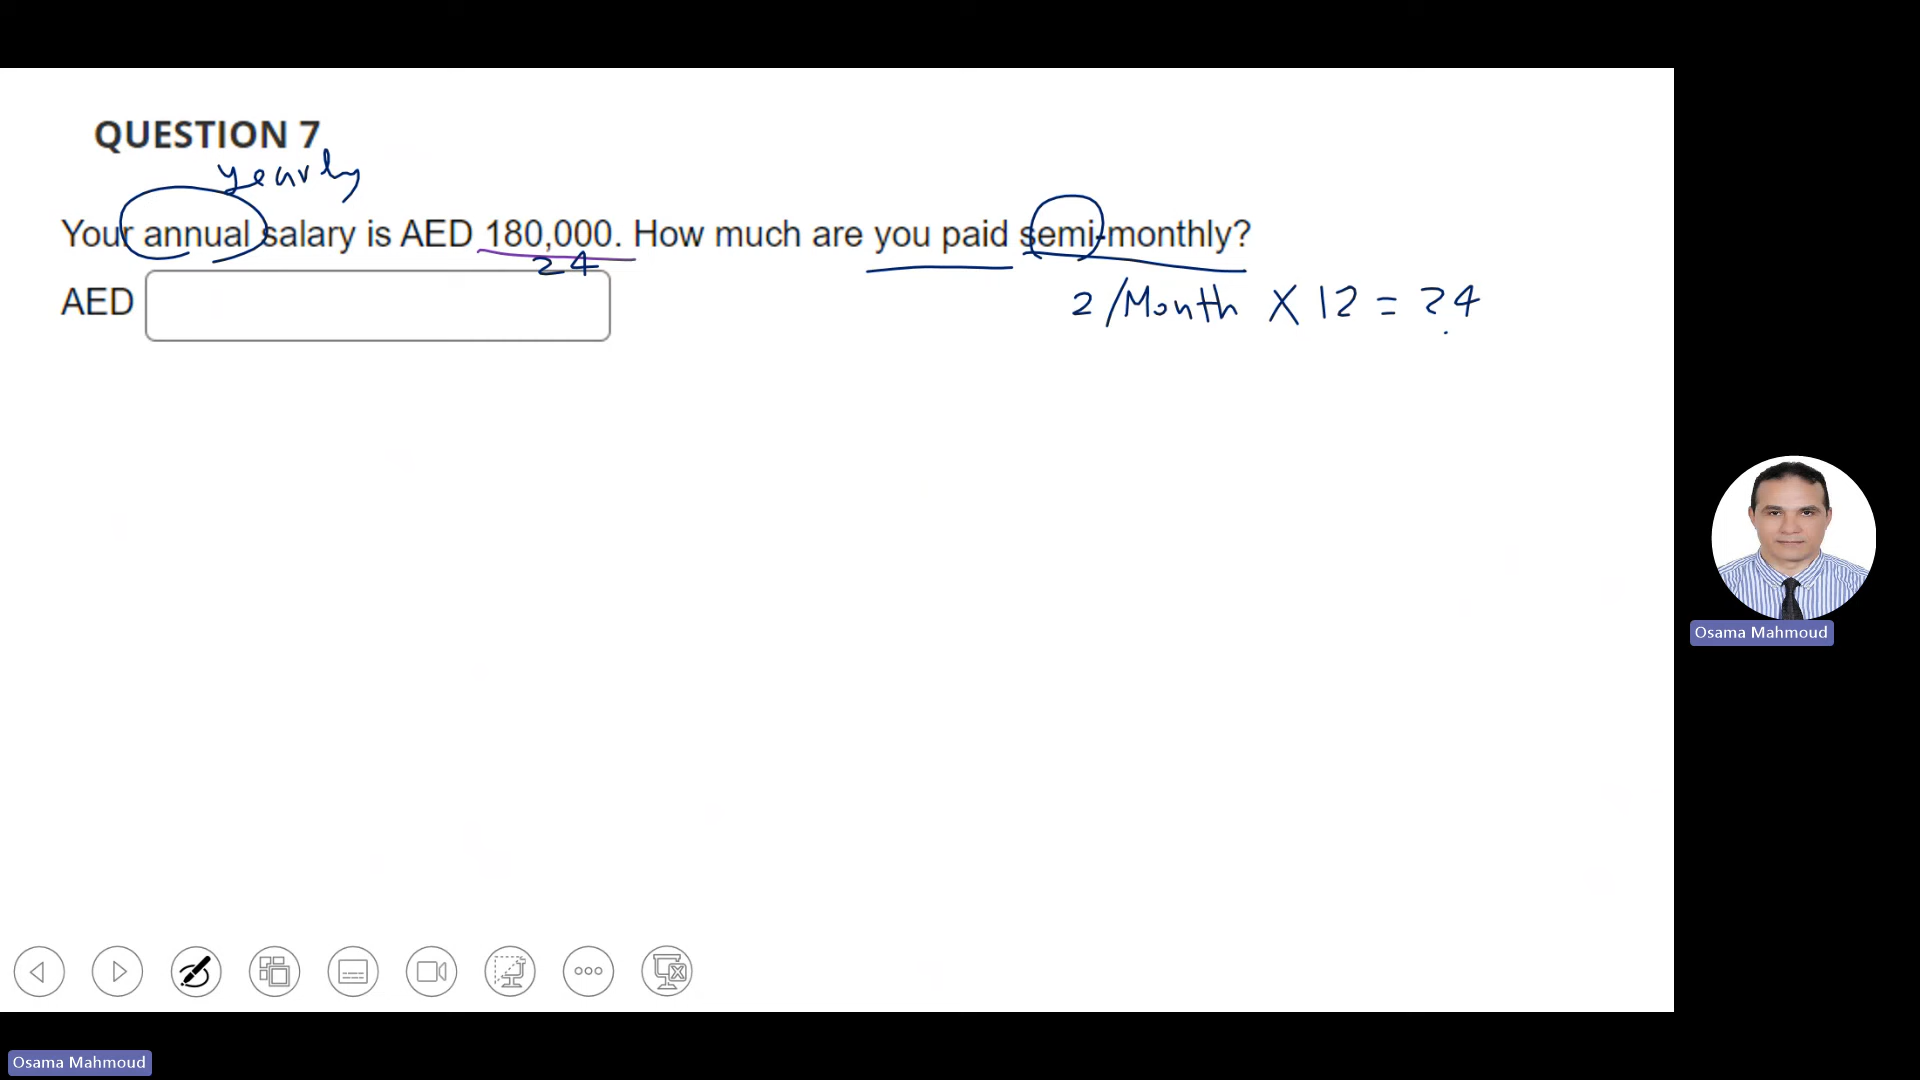 QUESTION 7
yearly
Your annual salary is AED 180,000. How much are you paid semi-monthly?
24
AED
2 /Month X 12 = 24
Osama Mahmoud
Osama Mahmoud